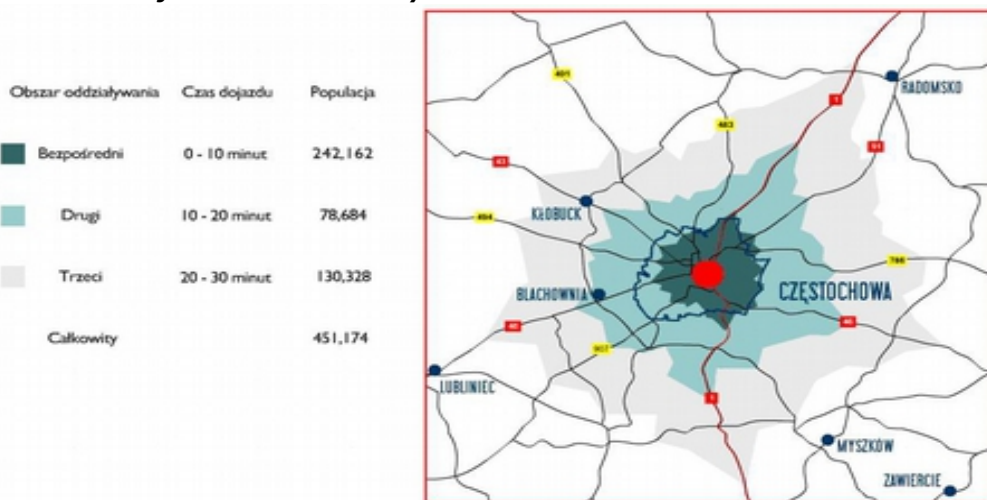 Obszar oddziaływania Czas dojazdu Populacja
Bezpośredni 0 - 10 minut 242,162
Drugi 10 - 20 minut 78,684
Trzeci 20 - 30 minut 130,328
Całkowity 451,174
491
RADOMSKO
1
483
91
43
KŁOBUCK
494
786
BLACHOWNIA
CZĘSTOCHOWA
46
46
907
LUBLINIEC
1
MYSZKÓW
ZAWIERCIE